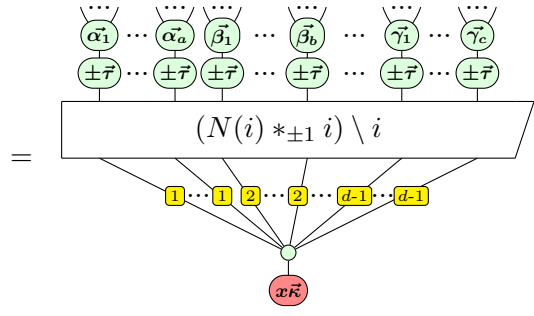 ... ... ... ... ... ...
α⃗₁ ... α⃗ₐ β⃗₁ ... β⃗_b γ⃗₁ ... γ⃗_c
±τ⃗ ... ±τ⃗ ±τ⃗ ... ±τ⃗ ±τ⃗ ... ±τ⃗
= (N(i) *_{±1} i) \ i
1 ... 1 2 ... 2 ... d-1 ... d-1
xκ⃗